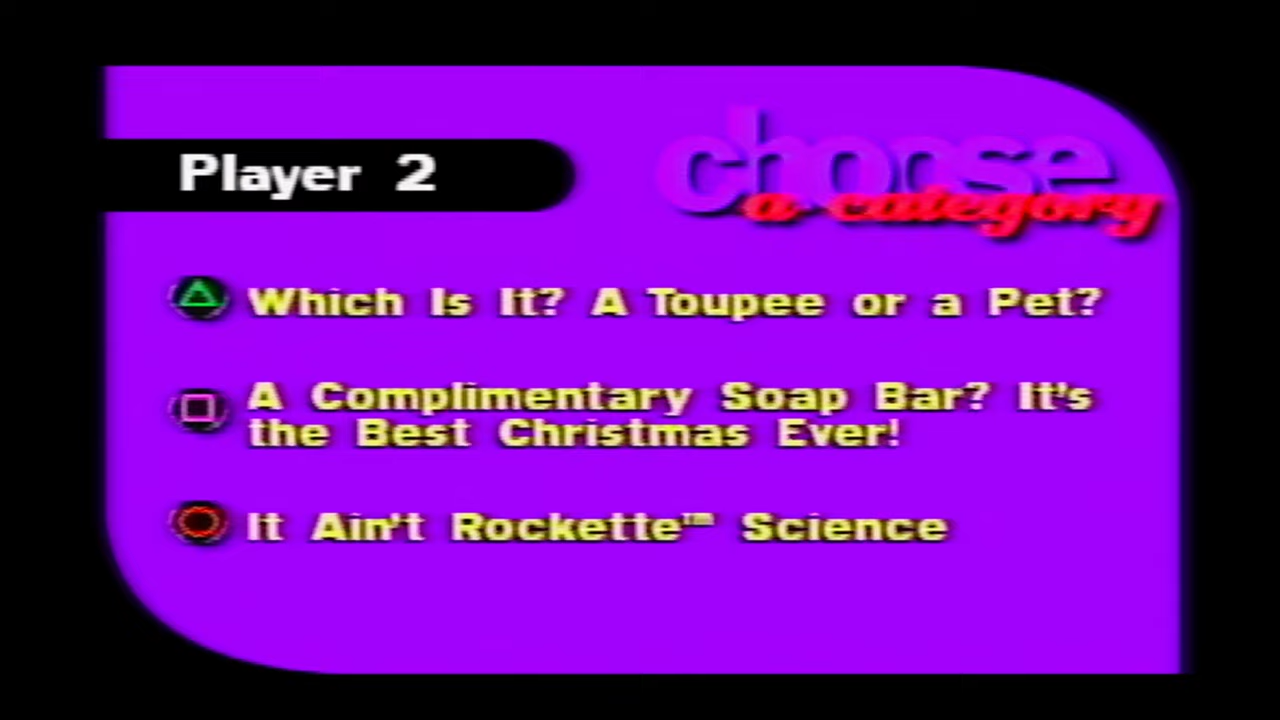 Player 2
choose
a category
Which Is It? A Toupee or a Pet?
A Complimentary Soap Bar? It's
the Best Christmas Ever!
It Ain't Rockette™ Science